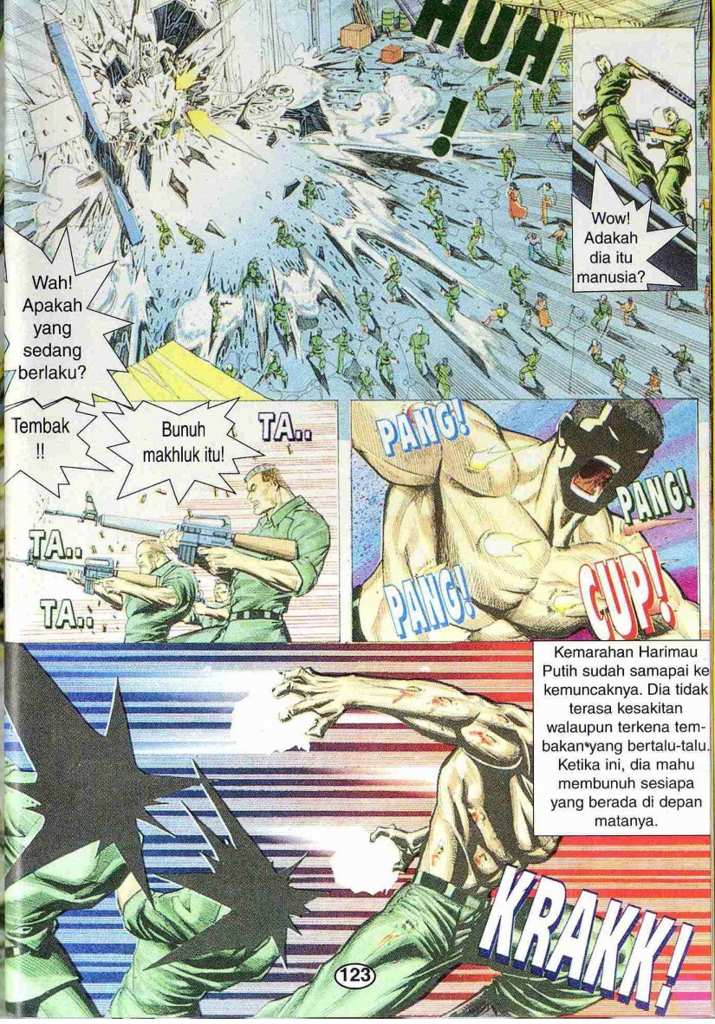 HUH
!
Wow!
Adakah
dia itu
manusia?
Wah!
Apakah
yang
sedang
berlaku?
Tembak
!!
Bunuh
makhluk itu!
TA..
TA..
TA..
PANG!
PANG!
PANG!
CUP!
Kemarahan Harimau
Putih sudah samapai ke
kemuncaknya. Dia tidak
terasa kesakitan
walaupun terkena tem-
bakan*yang bertalu-talu.
Ketika ini, dia mahu
membunuh sesiapa
yang berada di depan
matanya.
KRAKK!
123